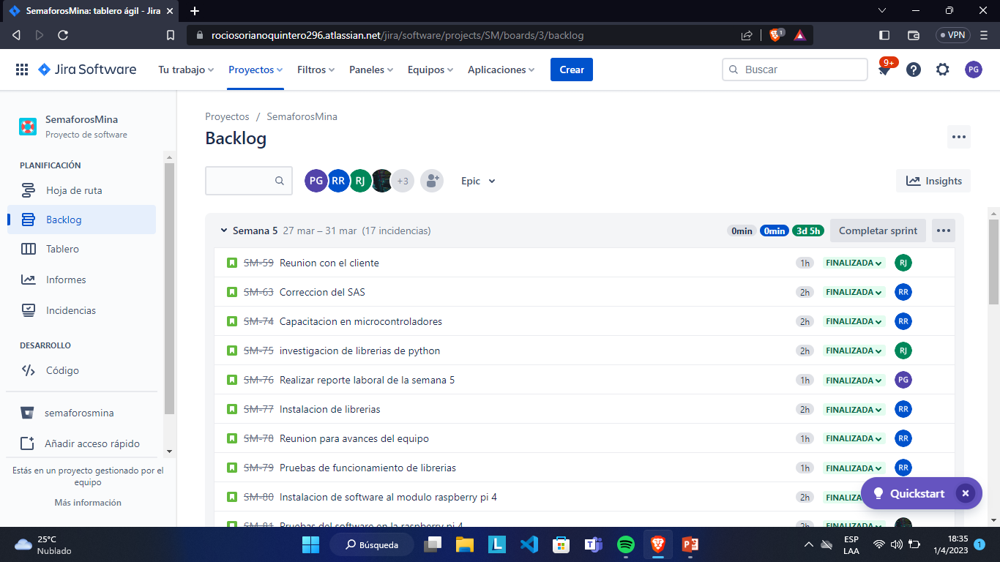 SemaforosMina: tablero ágil - Jira
rociosorianoquintero296.atlassian.net/jira/software/projects/SM/boards/3/backlog
1
VPN
Jira Software
Tu trabajo
Proyectos
Filtros
Paneles
Equipos
Aplicaciones
Crear
Buscar
9+
PG
SemaforosMina
Proyecto de software
PLANIFICACIÓN
Hoja de ruta
Backlog
Tablero
Informes
Incidencias
DESARROLLO
Código
semaforosmina
Añadir acceso rápido
Estás en un proyecto gestionado por el
equipo
Más información
Proyectos / SemaforosMina
Backlog
PG RR RJ +3
Epic
Insights
Semana 5 27 mar – 31 mar (17 incidencias) 0min 0min 3d 5h Completar sprint
SM-59 Reunion con el cliente 1h FINALIZADA RJ
SM-63 Correccion del SAS 2h FINALIZADA RR
SM-74 Capacitacion en microcontroladores 2h FINALIZADA RR
SM-75 investigacion de librerias de python 2h FINALIZADA RJ
SM-76 Realizar reporte laboral de la semana 5 1h FINALIZADA PG
SM-77 Instalacion de librerias 2h FINALIZADA RR
SM-78 Reunion para avances del equipo 1h FINALIZADA RR
SM-79 Pruebas de funcionamiento de librerias 1h FINALIZADA RR
SM-80 Instalacion de software al modulo raspberry pi 4 2h FINALIZA
SM-81 Pruebas del software en la raspberry pi 4 2h FINALIZADA
Quickstart
25°C
Nublado
Búsqueda
ESP
LAA
18:35
1/4/2023
1